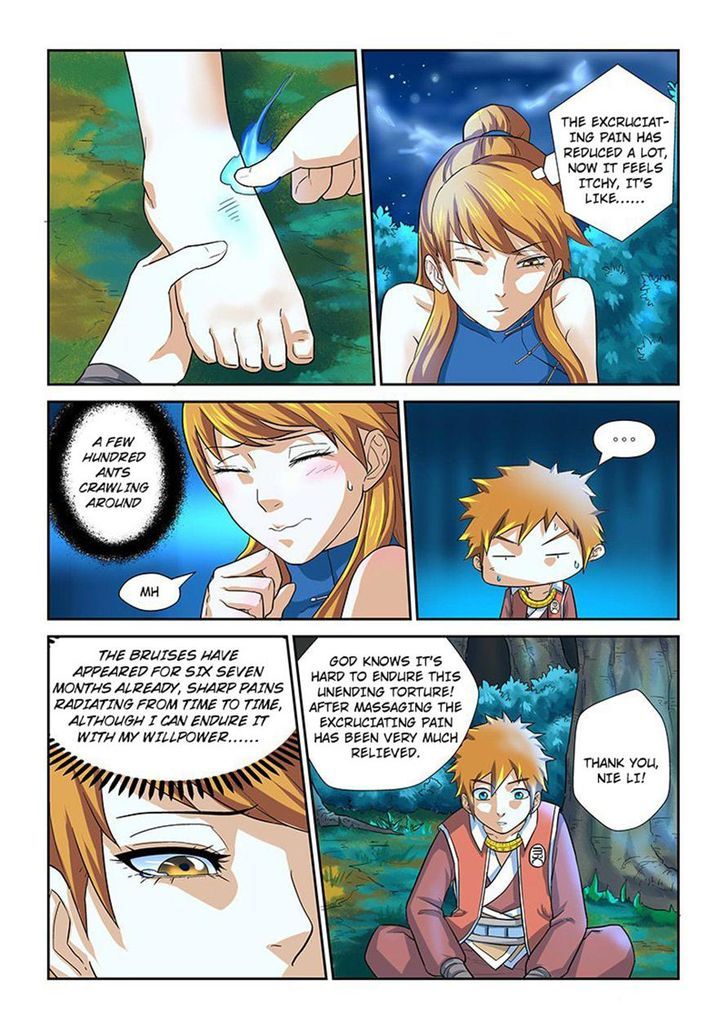 THE EXCRUCIAT-
ING PAIN HAS
REDUCED A LOT,
NOW IT FEELS
ITCHY, IT'S
LIKE......
A FEW
HUNDRED
ANTS
CRAWLING
AROUND
MH
...
THE BRUISES HAVE
APPEARED FOR SIX SEVEN
MONTHS ALREADY, SHARP PAINS
RADIATING FROM TIME TO TIME,
ALTHOUGH I CAN ENDURE IT
WITH MY WILLPOWER......
GOD KNOWS IT'S
HARD TO ENDURE THIS
UNENDING TORTURE!
AFTER MASSAGING THE
EXCRUCIATING PAIN
HAS BEEN VERY MUCH
RELIEVED.
THANK YOU,
NIE LI!